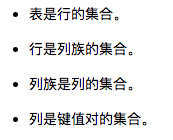 • 表是行的集合。
• 行是列族的集合。
• 列族是列的集合。
• 列是键值对的集合。